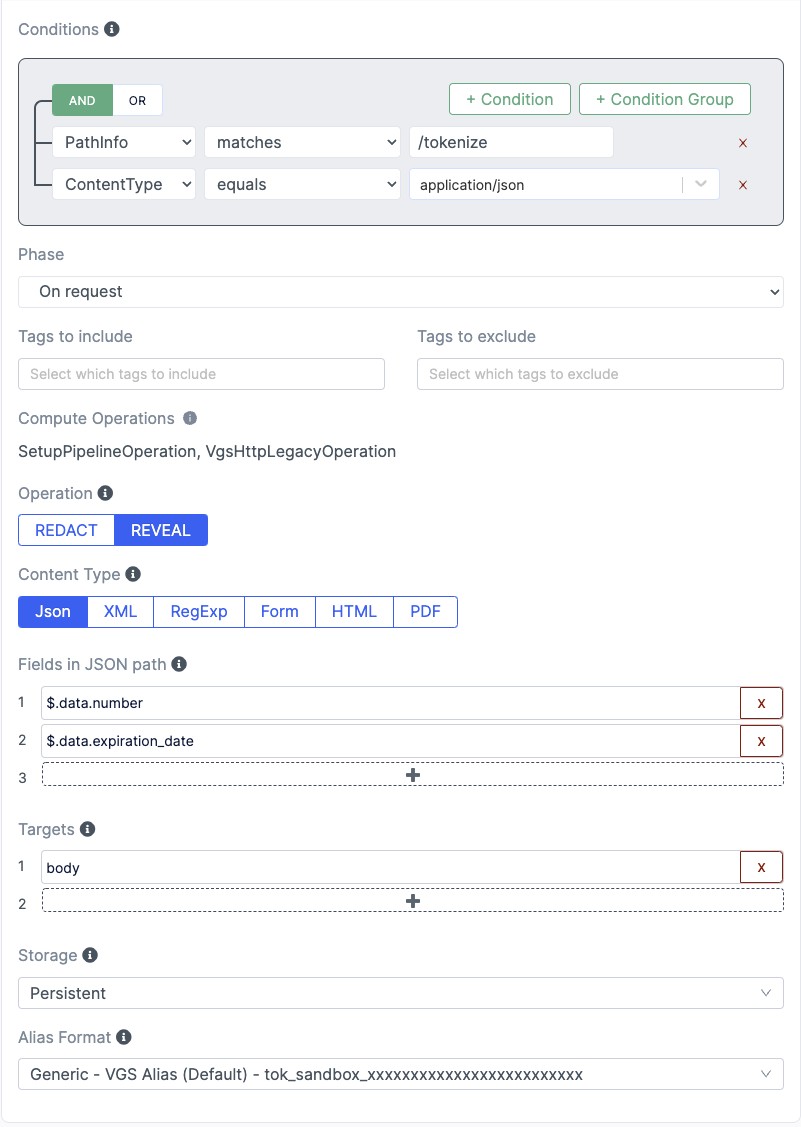 Conditions
AND OR + Condition + Condition Group
PathInfo matches /tokenize x
ContentType equals application/json x
Phase
On request
Tags to include Tags to exclude
Select which tags to include Select which tags to exclude
Compute Operations
SetupPipelineOperation, VgsHttpLegacyOperation
Operation
REDACT REVEAL
Content Type
Json XML RegExp Form HTML PDF
Fields in JSON path
1 $.data.number x
2 $.data.expiration_date x
3 +
Targets
1 body x
2 +
Storage
Persistent
Alias Format
Generic - VGS Alias (Default) - tok_sandbox_xxxxxxxxxxxxxxxxxxxxxxxxx